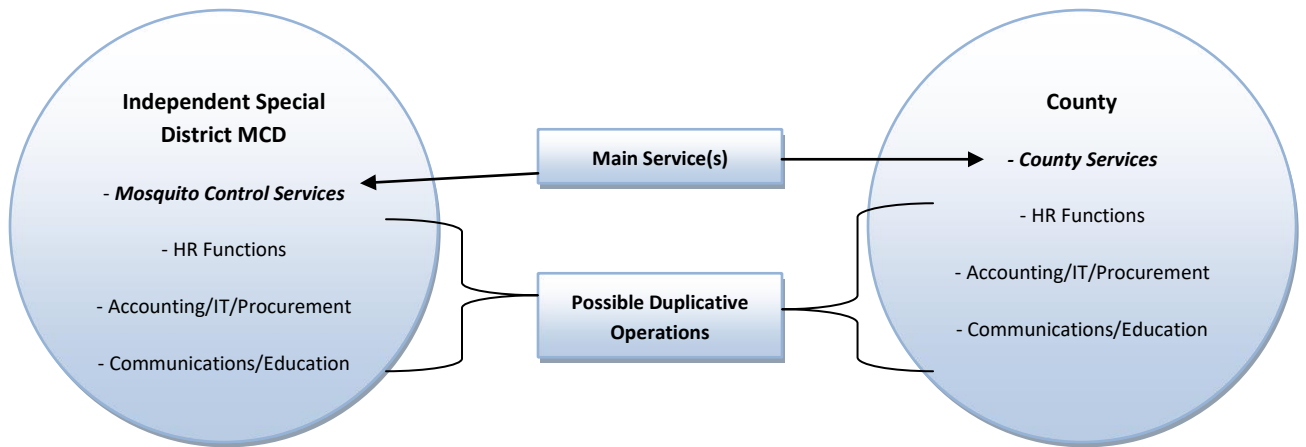 Independent Special
District MCD
- Mosquito Control Services
- HR Functions
- Accounting/IT/Procurement
- Communications/Education
Main Service(s)
Possible Duplicative
Operations
County
- County Services
- HR Functions
- Accounting/IT/Procurement
- Communications/Education